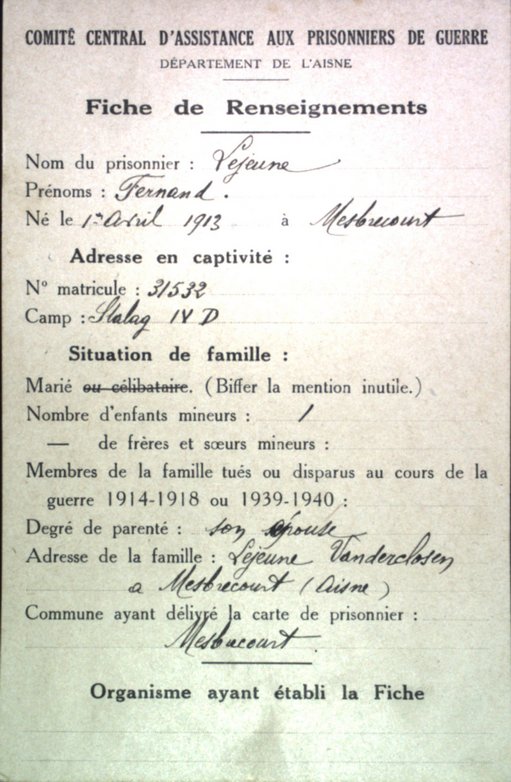 COMITÉ CENTRAL D'ASSISTANCE AUX PRISONNIERS DE GUERRE
DÉPARTEMENT DE L'AISNE
Fiche de Renseignements
Nom du prisonnier : Lejeune
Prénoms : Fernand.
Né le 1er Avril 1913 à Mesbrecourt
Adresse en captivité :
N° matricule : 31532
Camp : Stalag IV D
Situation de famille :
Marié ou célibataire. (Biffer la mention inutile.)
Nombre d'enfants mineurs : 1
— de frères et sœurs mineurs :
Membres de la famille tués ou disparus au cours de la
guerre 1914-1918 ou 1939-1940 :
Degré de parenté : son épouse
Adresse de la famille : Lejeune Vanderclosen
a Mesbrecourt (Aisne)
Commune ayant délivré la carte de prisonnier :
Mesbrecourt.
Organisme ayant établi la Fiche